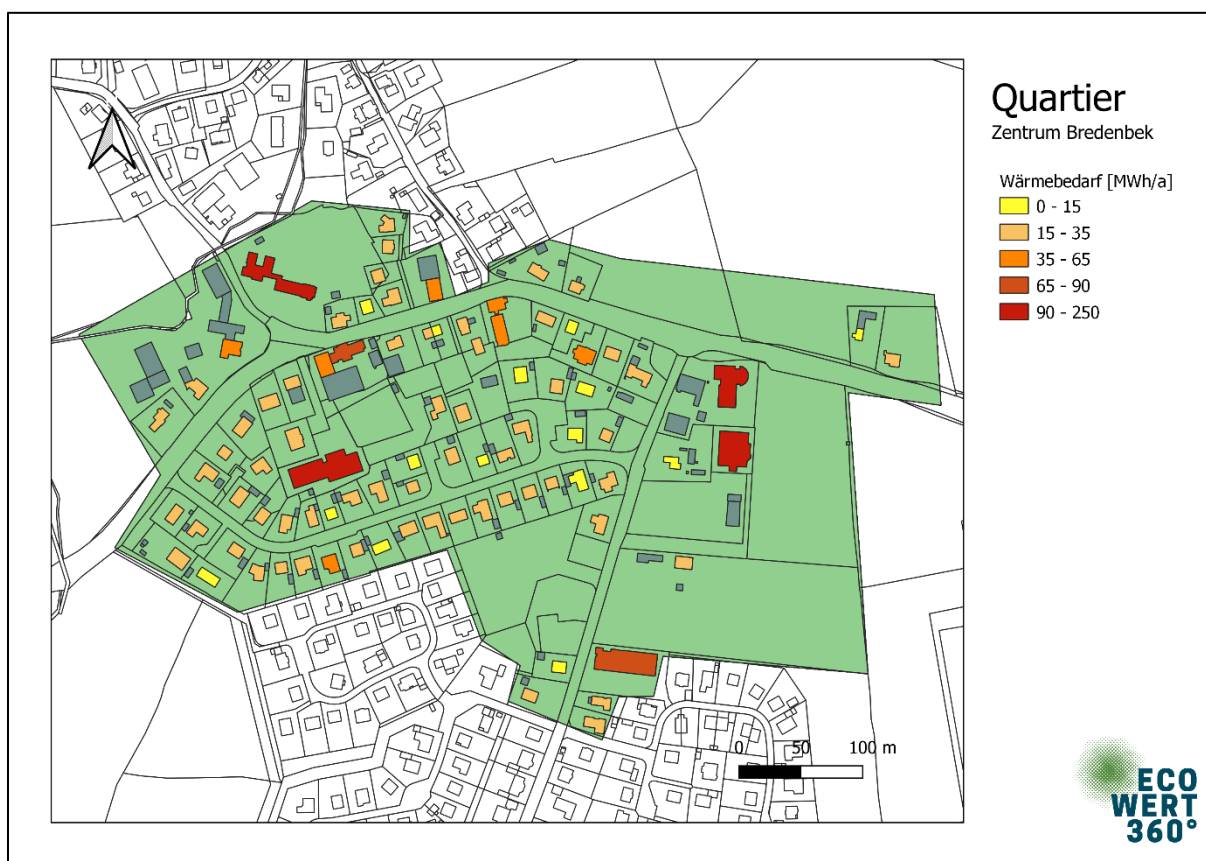 Quartier
Zentrum Bredenbek
Wärmebedarf [MWh/a]
0 - 15
15 - 35
35 - 65
65 - 90
90 - 250
0 50 100 m
ECO
WERT
360°